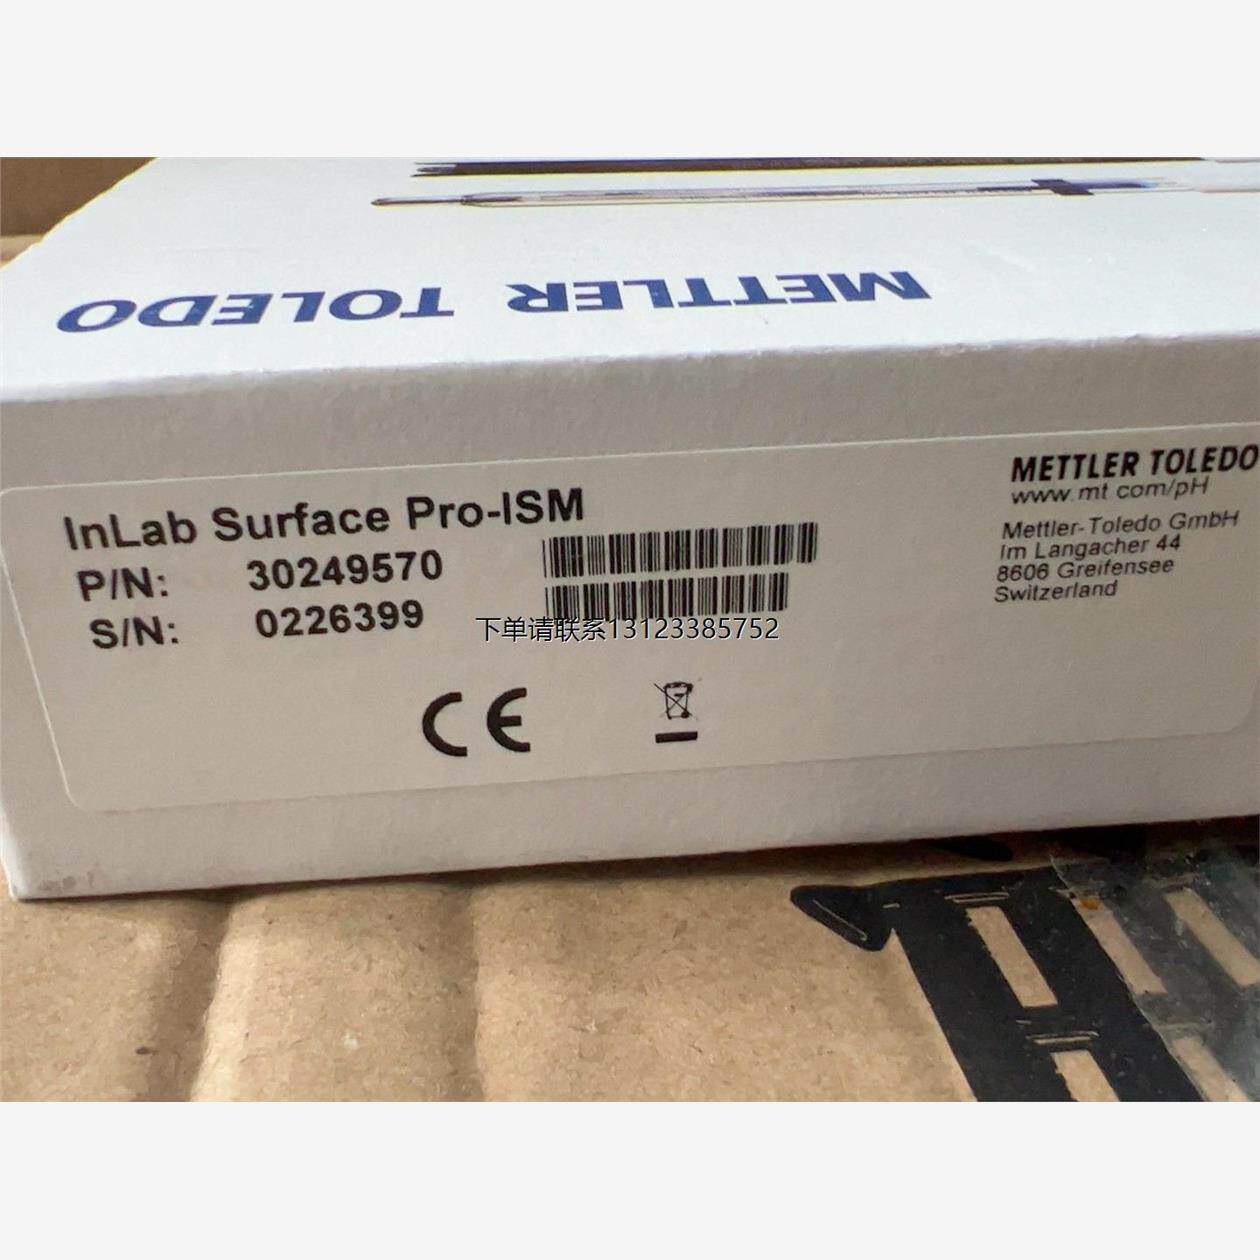 METTLER TOLEDO
InLab Surface Pro-ISM
P/N: 30249570
S/N: 0226399
下单请联系13123385752
METTLER TOLEDO
www.mt.com/pH
Mettler-Toledo GmbH
Im Langacher 44
8606 Greifensee
Switzerland
CE